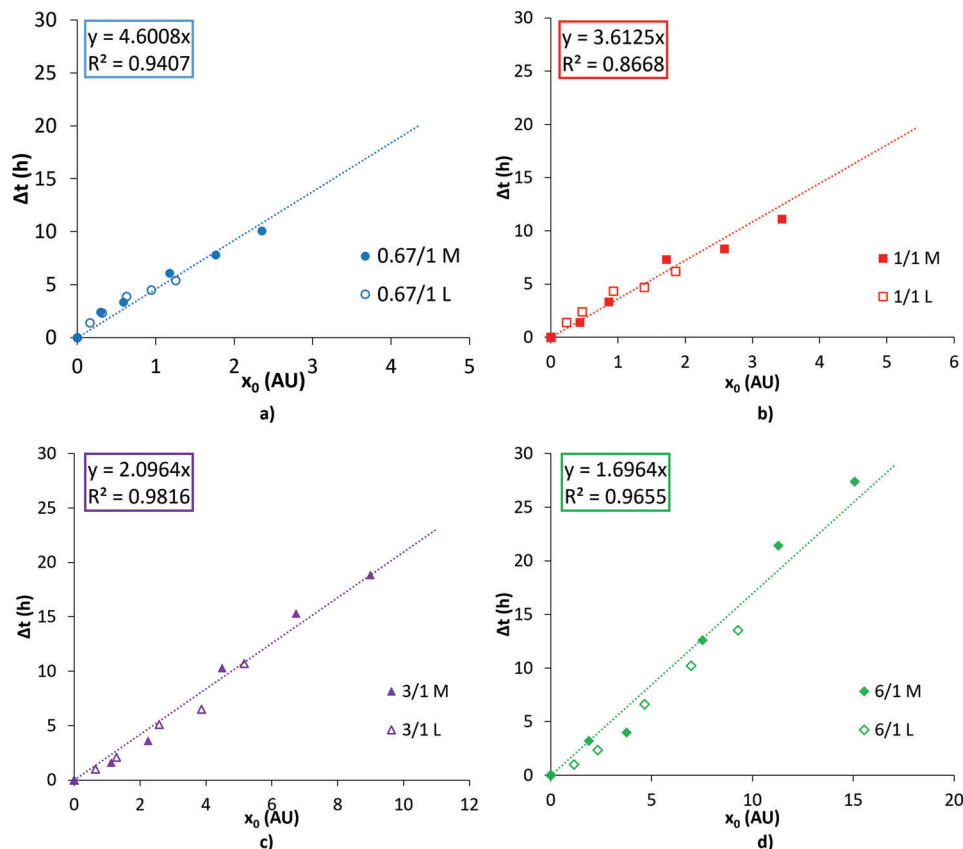 y = 4.6008x
R² = 0.9407
30
25
20
15
10
5
0
Δt (h)
0 1 2 3 4 5
x₀ (AU)
0.67/1 M
0.67/1 L
a)
y = 3.6125x
R² = 0.8668
30
25
20
15
10
5
0
Δt (h)
0 1 2 3 4 5 6
x₀ (AU)
1/1 M
1/1 L
b)
y = 2.0964x
R² = 0.9816
30
25
20
15
10
5
0
Δt (h)
0 2 4 6 8 10 12
x₀ (AU)
3/1 M
3/1 L
c)
y = 1.6964x
R² = 0.9655
30
25
20
15
10
5
0
Δt (h)
0 5 10 15 20
x₀ (AU)
6/1 M
6/1 L
d)